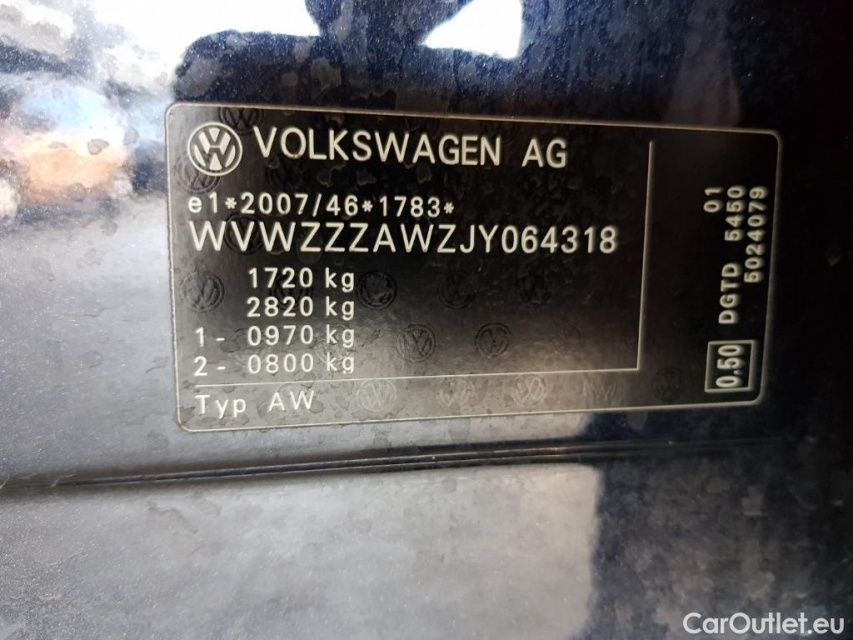 VOLKSWAGEN AG
e1*2007/46*1783*
WVWZZZAWZJY064318
1720 kg
2820 kg
1 - 0970 kg
2 - 0800 kg
Typ AW
01
DGTD 5450
5024079
0.50
CarOutlet.eu